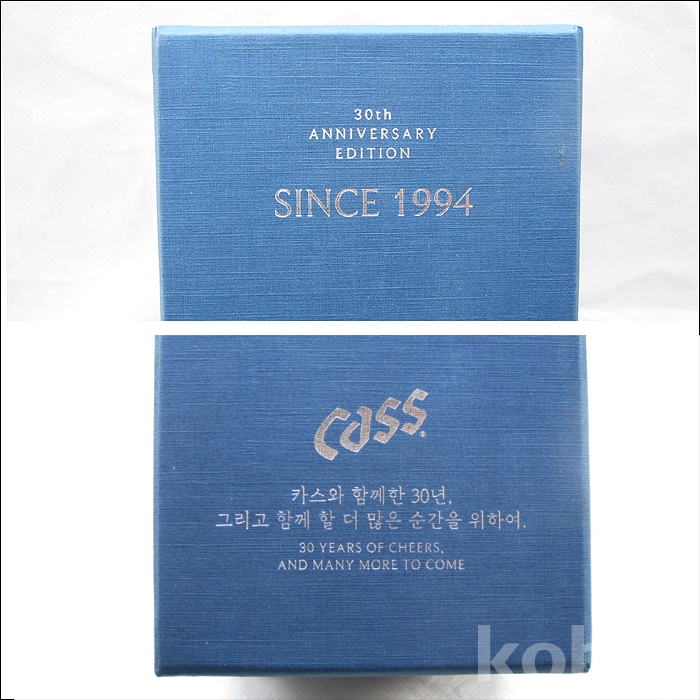 30th
ANNIVERSARY
EDITION
SINCE 1994
Cass
카스와 함께한 30년,
그리고 함께 할 더 많은 순간을 위하여.
30 YEARS OF CHEERS,
AND MANY MORE TO COME